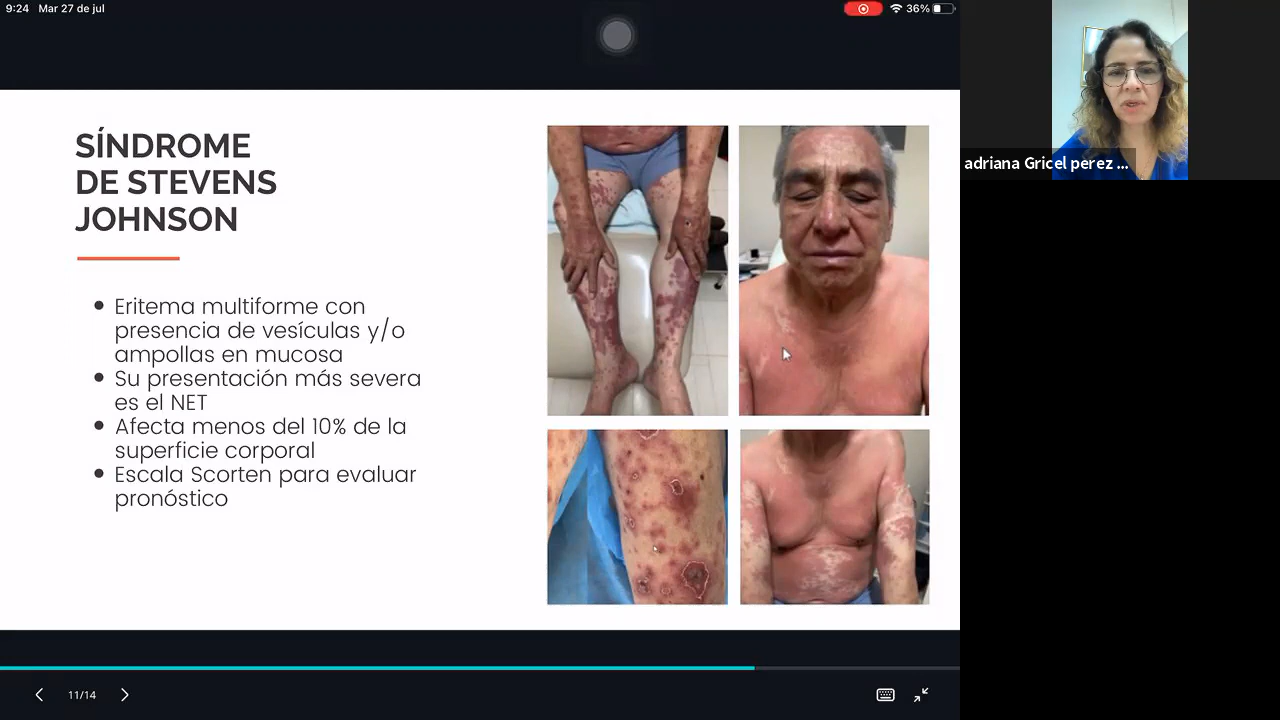 9:24 Mar 27 de jul
36%
SÍNDROME
DE STEVENS
JOHNSON
Eritema multiforme con
presencia de vesículas y/o
ampollas en mucosa
Su presentación más severa
es el NET
Afecta menos del 10% de la
superficie corporal
Escala Scorten para evaluar
pronóstico
adriana Gricel perez ...
11/14